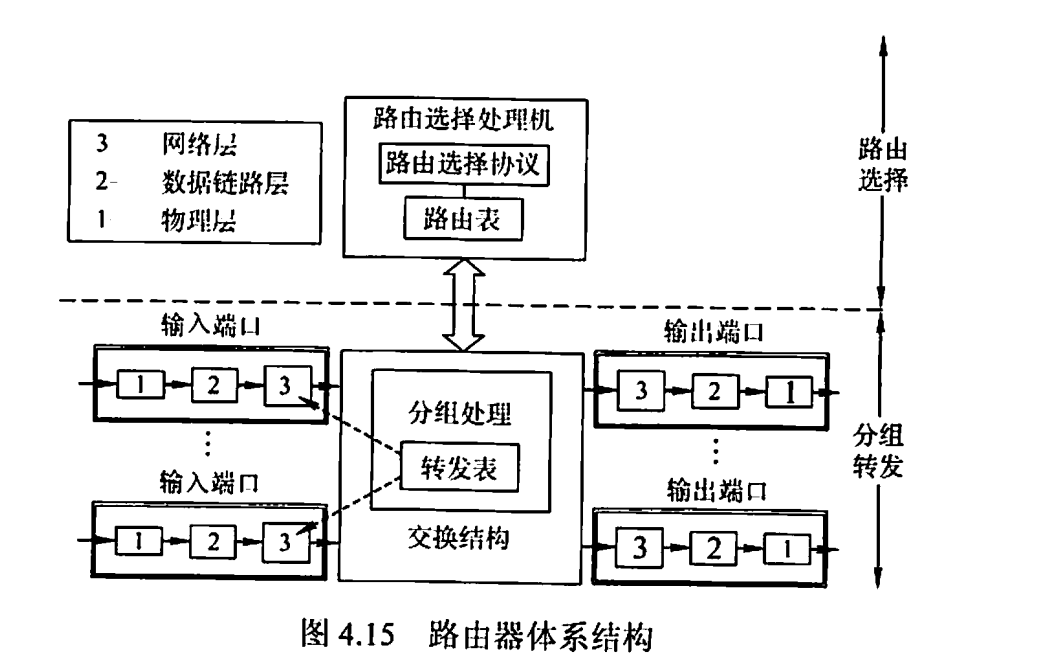 路由选择处理机
路由选择协议
路由表
3 网络层
2 数据链路层
1 物理层
路由
选择
输入端口
1 2 3
⋮
输入端口
1 2 3
分组处理
转发表
交换结构
输出端口
3 2 1
⋮
输出端口
3 2 1
分组
转发
图 4.15 路由器体系结构